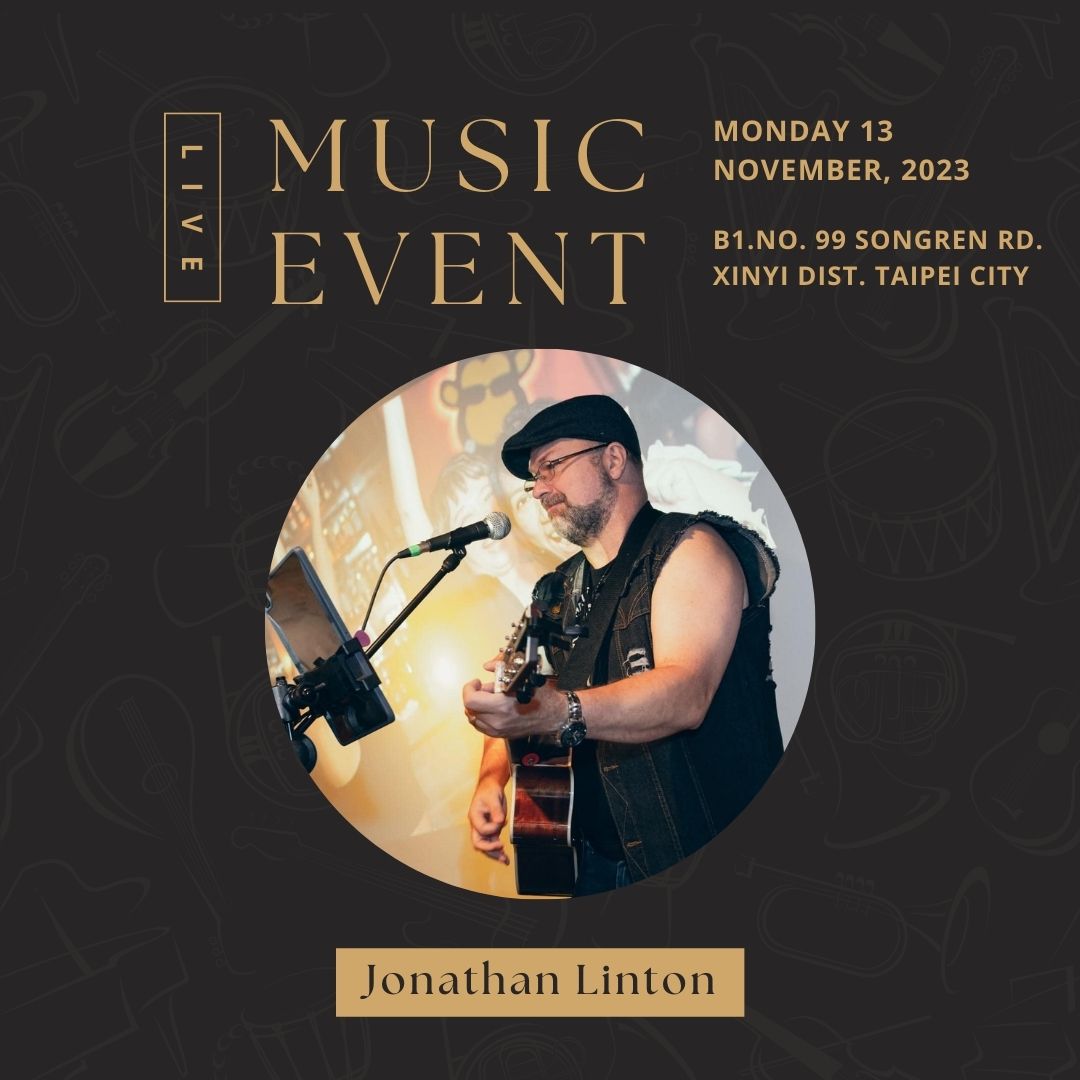 LIVE
MUSIC
EVENT
MONDAY 13
NOVEMBER, 2023
B1.NO. 99 SONGREN RD.
XINYI DIST. TAIPEI CITY
Jonathan Linton